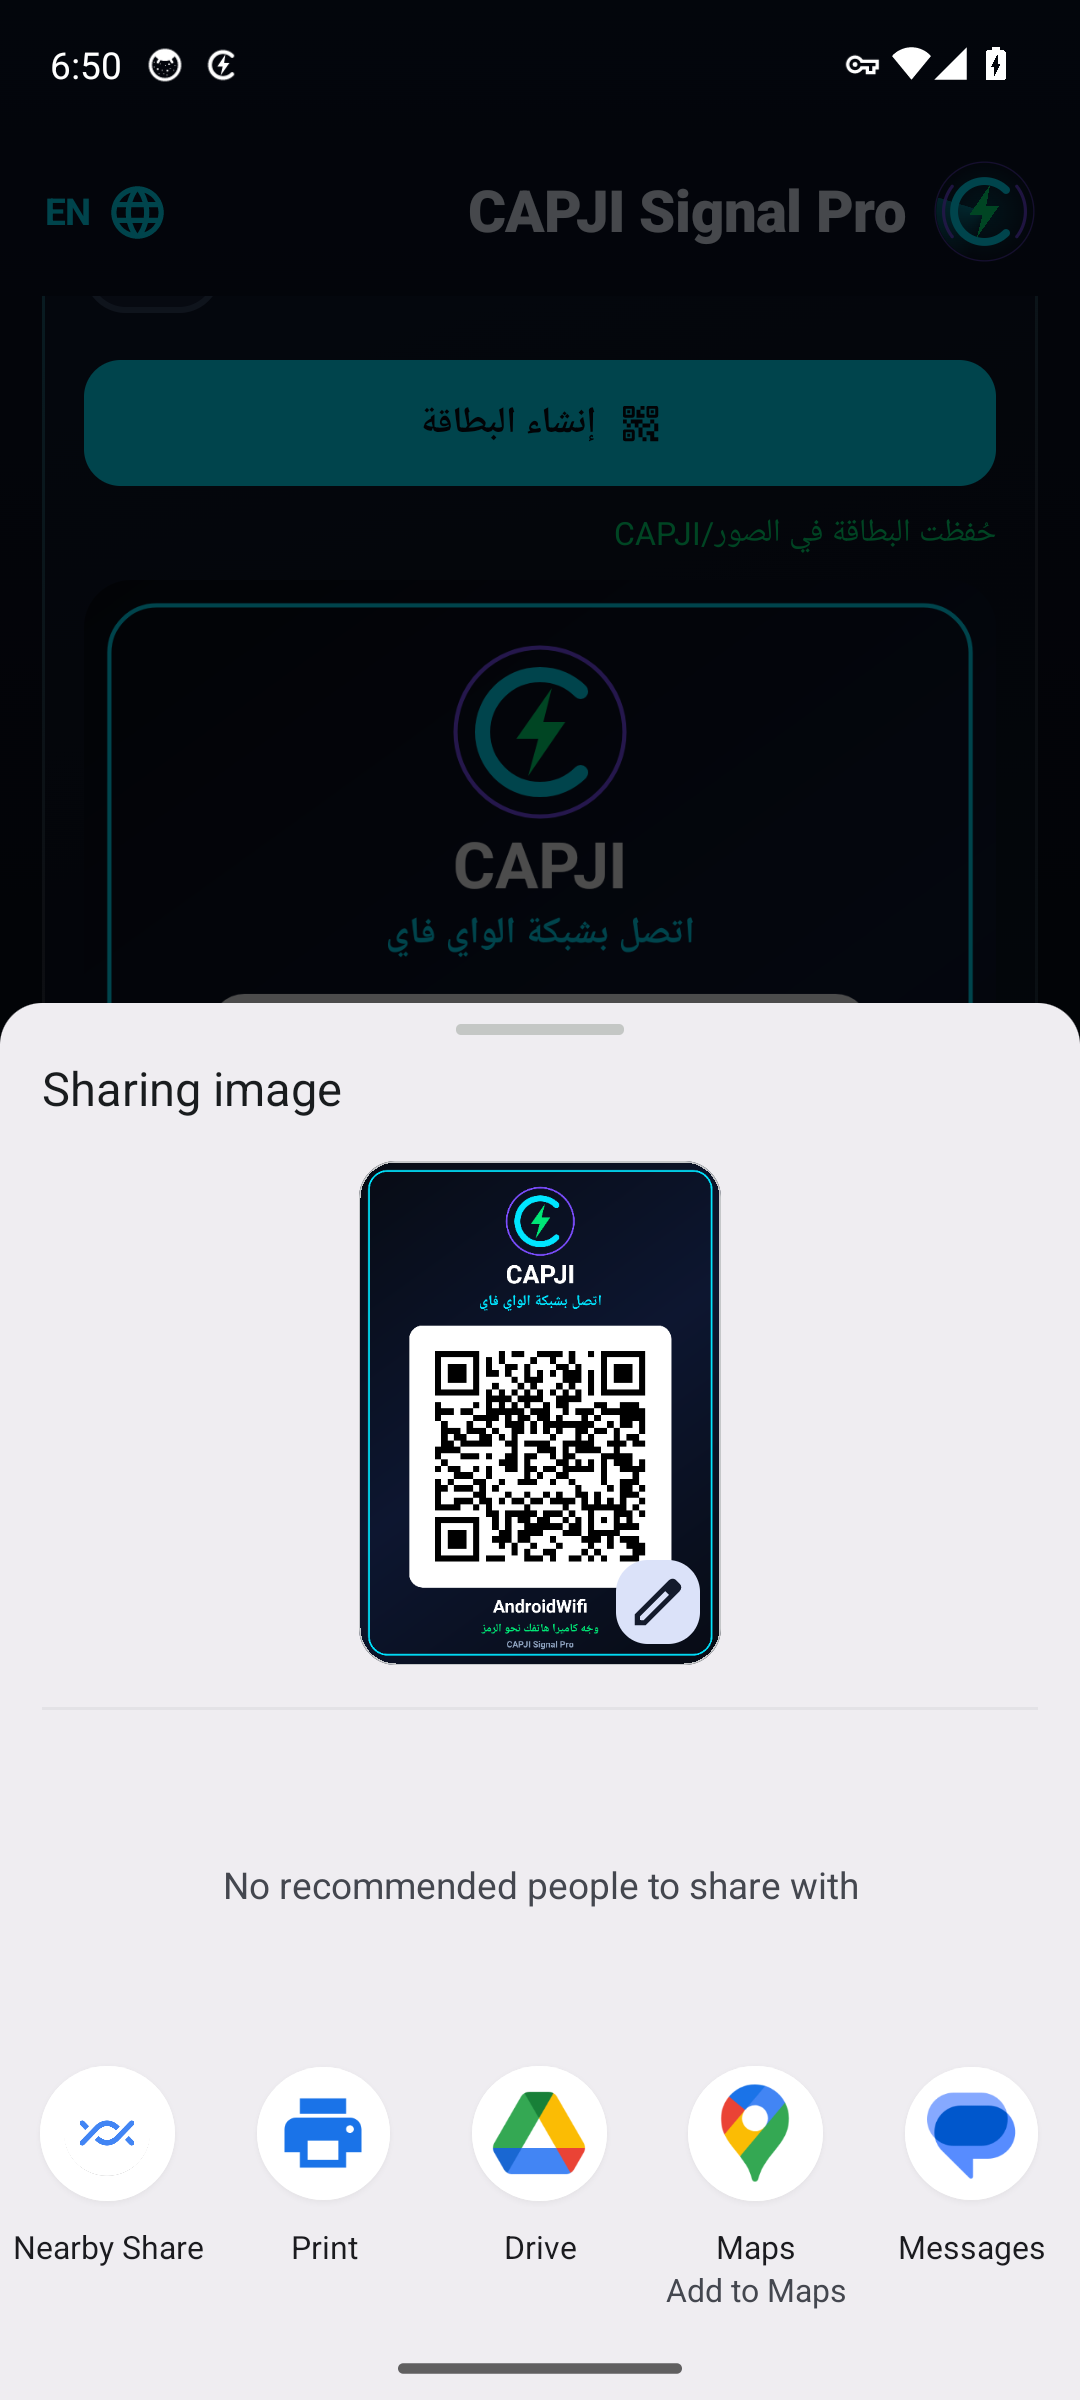 6:50
EN
CAPJI Signal Pro
إنشاء البطاقة
حُفظت البطاقة في الصور/CAPJI
CAPJI
اتصل بشبكة الواي فاي
Sharing image
CAPJI
اتصل بشبكة الواي فاي
AndroidWifi
وجّه كاميرا هاتفك نحو الرمز
CAPJI Signal Pro
No recommended people to share with
Nearby Share
Print
Drive
Maps
Add to Maps
Messages